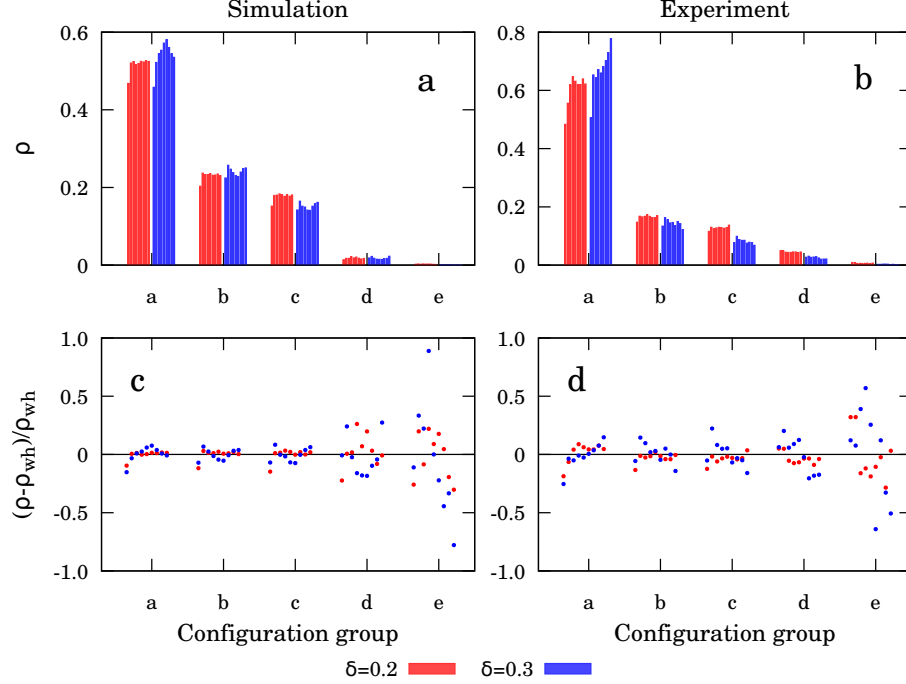 Simulation
Experiment
0.6
0.4
0.2
0
ρ
a
a b c d e
0.8
0.6
0.4
0.2
0
b
a b c d e
1.0
0.5
0
-0.5
-1.0
(ρ-ρwh)/ρwh
c
a b c d e
Configuration group
1.0
0.5
0
-0.5
-1.0
d
a b c d e
Configuration group
δ=0.2 δ=0.3